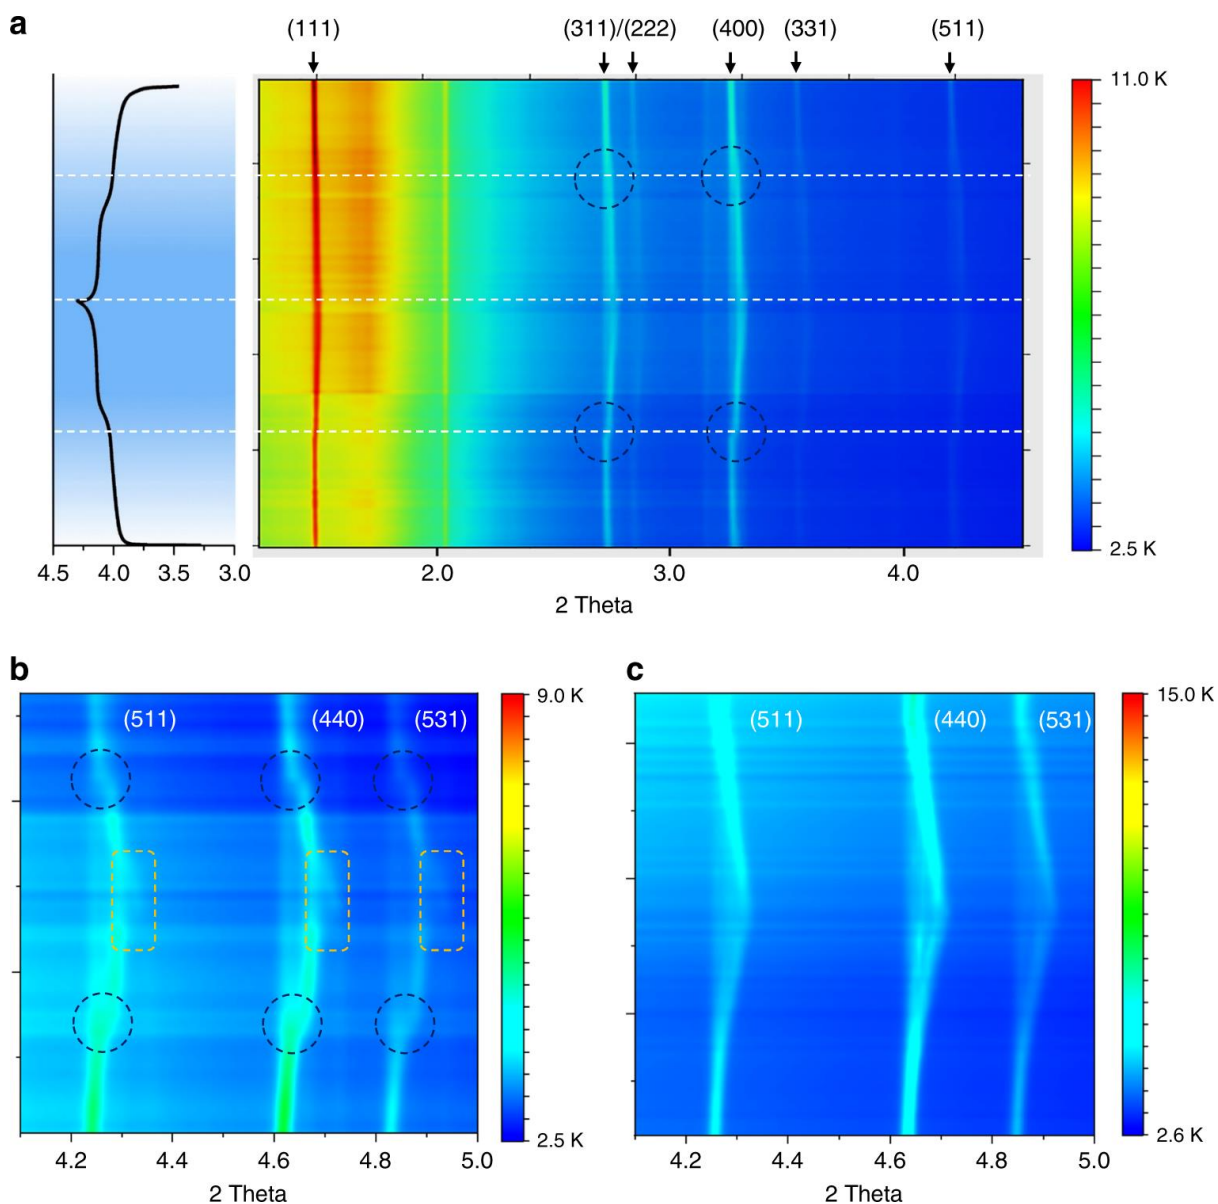 a
(111) (311)/(222) (400) (331) (511)
11.0 K
2.5 K
4.5 4.0 3.5 3.0
2.0 3.0 4.0
2 Theta
b
9.0 K
(511) (440) (531)
2.5 K
4.2 4.4 4.6 4.8 5.0
2 Theta
c
15.0 K
(511) (440) (531)
2.6 K
4.2 4.4 4.6 4.8 5.0
2 Theta